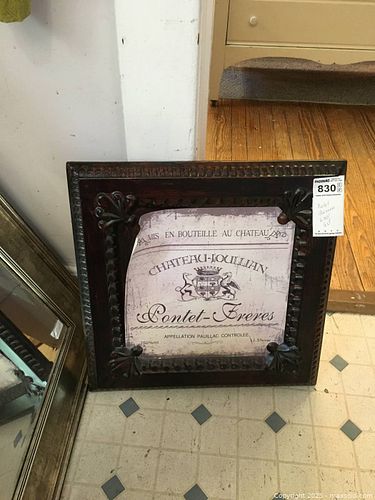 MIS EN BOUTEILLE AU CHATEAU
CHATEAU-JOULLIAN
Pontet-Freres
APPELLATION PAUILLAC CONTROLEE
830
Copyright 2025 - maxsold.com